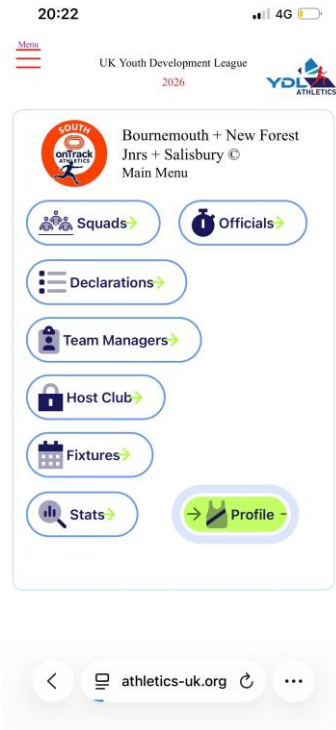 20:22
4G
Menu
UK Youth Development League
2026
YDL
ATHLETICS
SOUTH
onTrack
ATHLETICS
Bournemouth + New Forest
Jnrs + Salisbury ©
Main Menu
Squads→
Officials→
Declarations→
Team Managers→
Host Club→
Fixtures→
Stats→
→ Profile -
athletics-uk.org